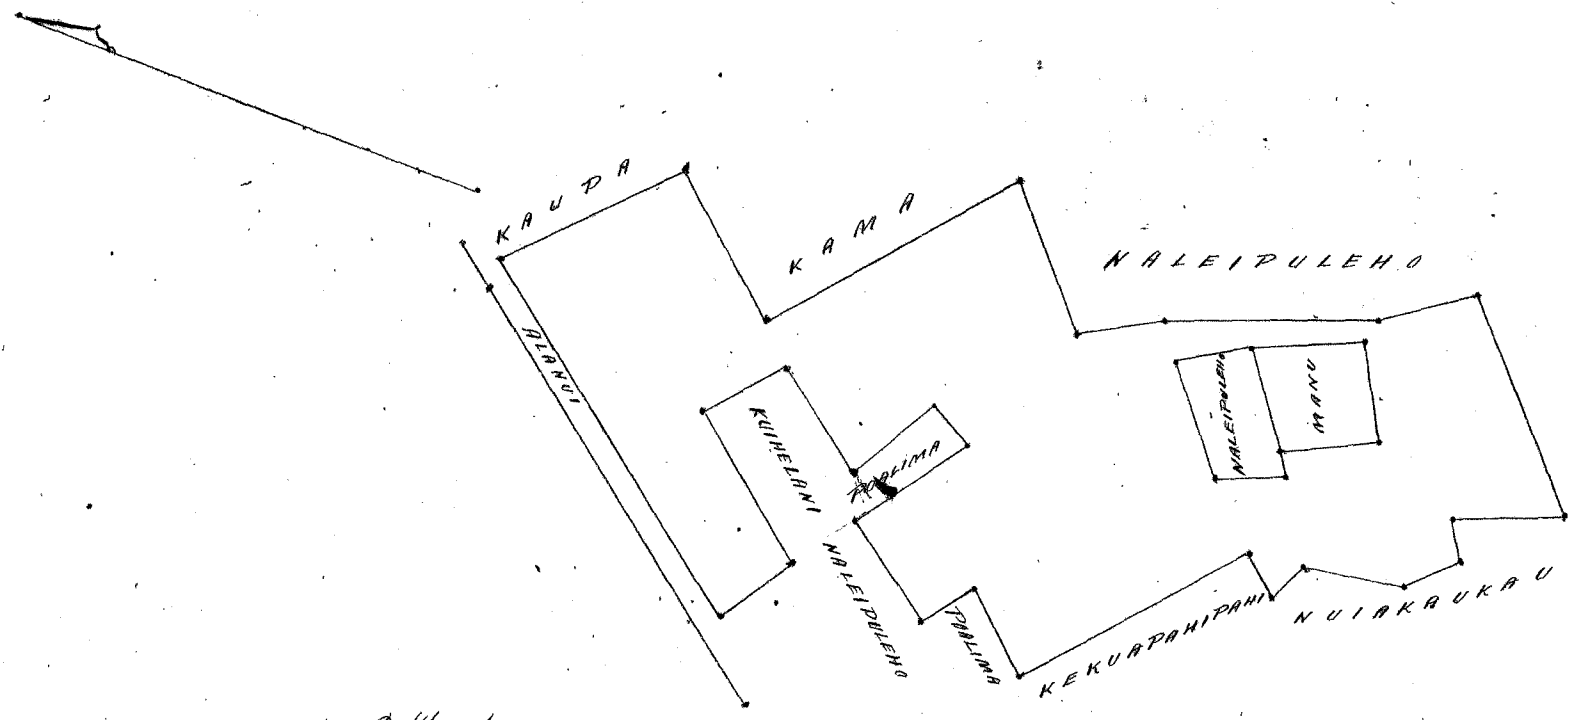 KAUPA
KAMA
NALEIPULEHO
ALANUI
KUIHELANI
POALIMA
NALEIPULEHO
MANU
NALEIPULEHO
POALIMA
KEKUAPAHIPAHI
NUIAKAUKAU